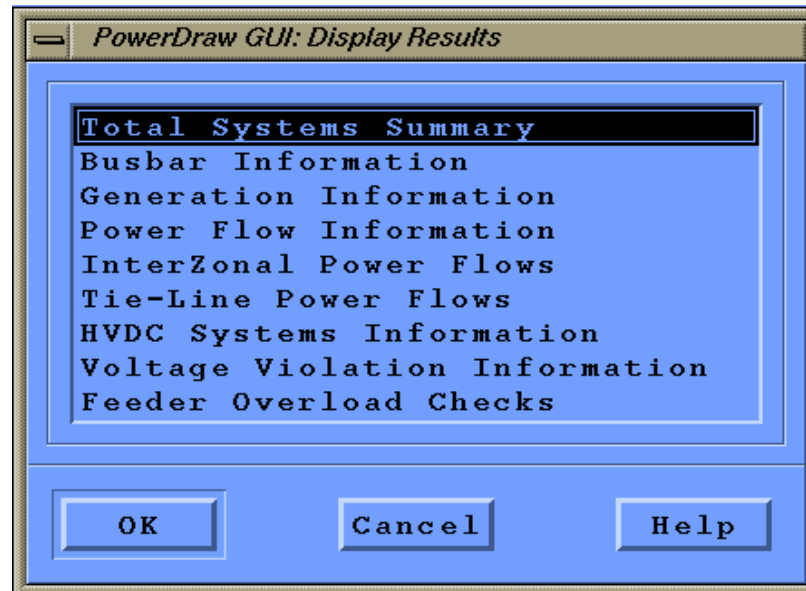 PowerDraw GUI: Display Results
Total Systems Summary
Busbar Information
Generation Information
Power Flow Information
InterZonal Power Flows
Tie-Line Power Flows
HVDC Systems Information
Voltage Violation Information
Feeder Overload Checks
OK Cancel Help